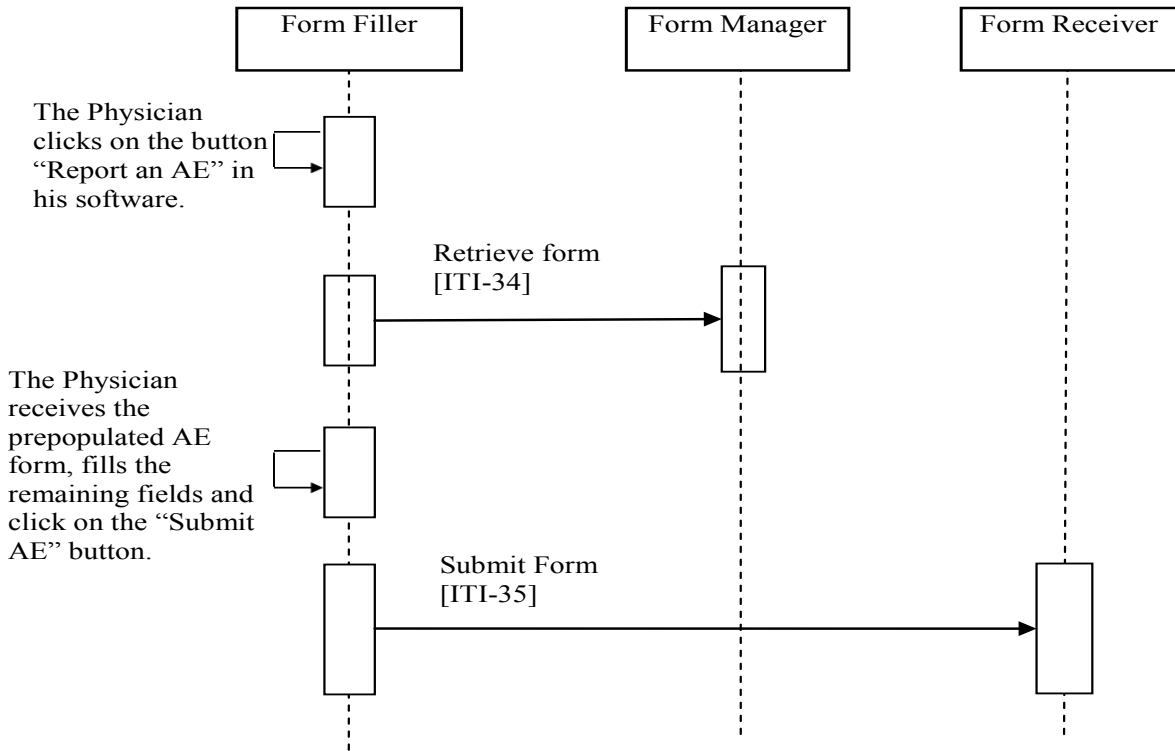 Form Filler
Form Manager
Form Receiver
The Physician
clicks on the button
“Report an AE” in
his software.
Retrieve form
[ITI-34]
The Physician
receives the
prepopulated AE
form, fills the
remaining fields and
click on the “Submit
AE” button.
Submit Form
[ITI-35]